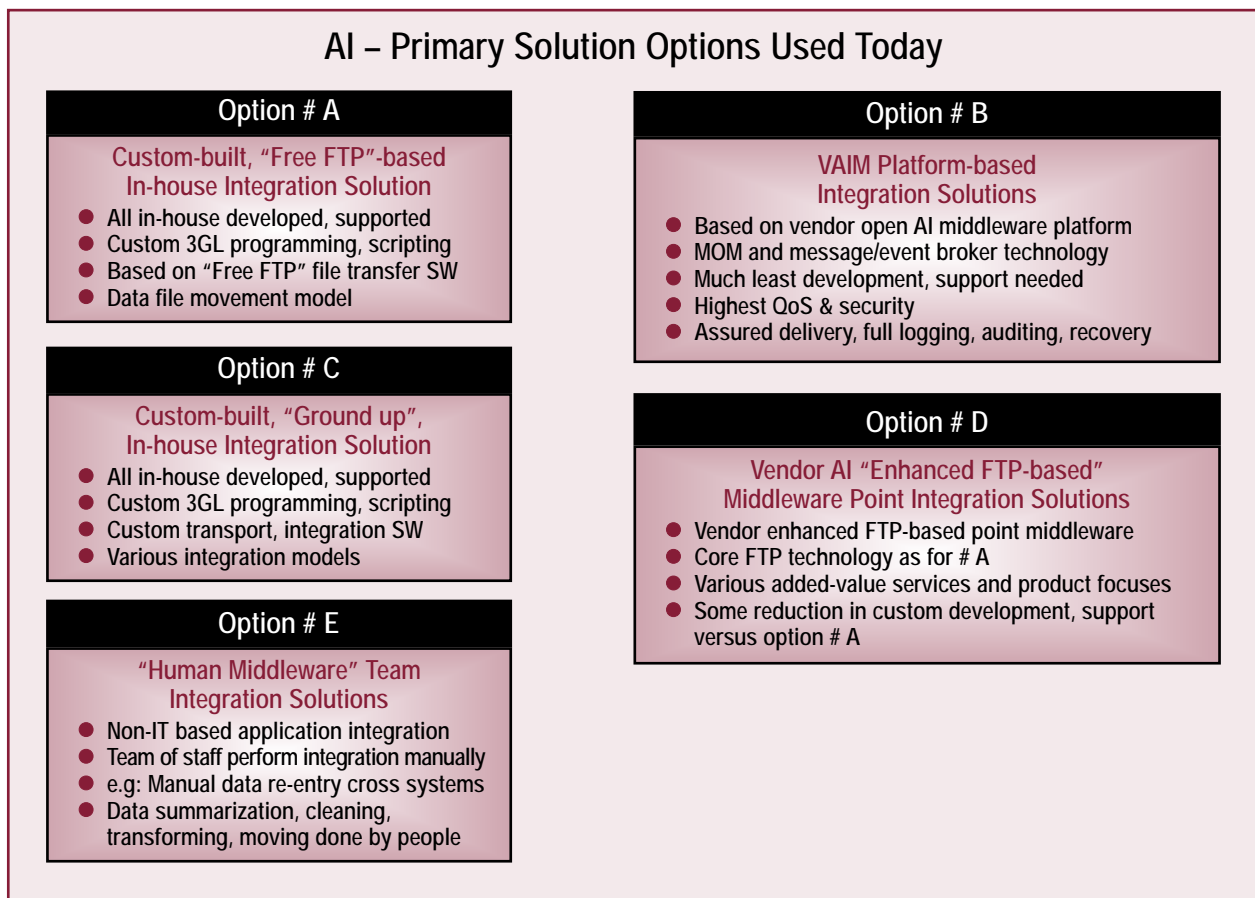 AI – Primary Solution Options Used Today
Option # A
Custom-built, “Free FTP”-based
In-house Integration Solution
● All in-house developed, supported
● Custom 3GL programming, scripting
● Based on “Free FTP” file transfer SW
● Data file movement model
Option # B
VAIM Platform-based
Integration Solutions
● Based on vendor open AI middleware platform
● MOM and message/event broker technology
● Much least development, support needed
● Highest QoS & security
● Assured delivery, full logging, auditing, recovery
Option # C
Custom-built, “Ground up”,
In-house Integration Solution
● All in-house developed, supported
● Custom 3GL programming, scripting
● Custom transport, integration SW
● Various integration models
Option # D
Vendor AI “Enhanced FTP-based”
Middleware Point Integration Solutions
● Vendor enhanced FTP-based point middleware
● Core FTP technology as for # A
● Various added-value services and product focuses
● Some reduction in custom development, support
versus option # A
Option # E
“Human Middleware” Team
Integration Solutions
● Non-IT based application integration
● Team of staff perform integration manually
● e.g: Manual data re-entry cross systems
● Data summarization, cleaning,
transforming, moving done by people